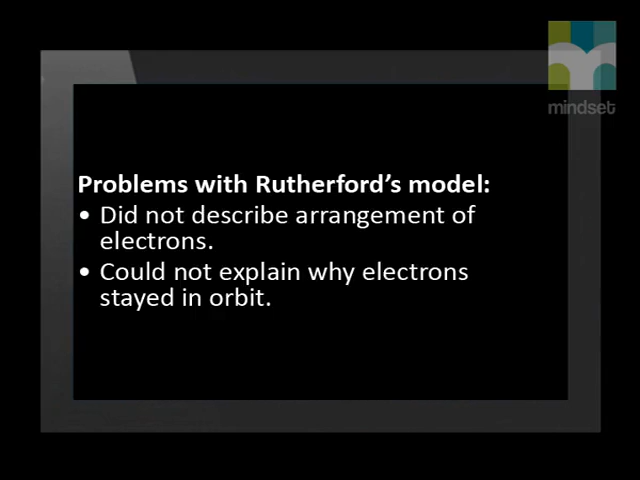 mindset
Problems with Rutherford’s model:
• Did not describe arrangement of
electrons.
• Could not explain why electrons
stayed in orbit.